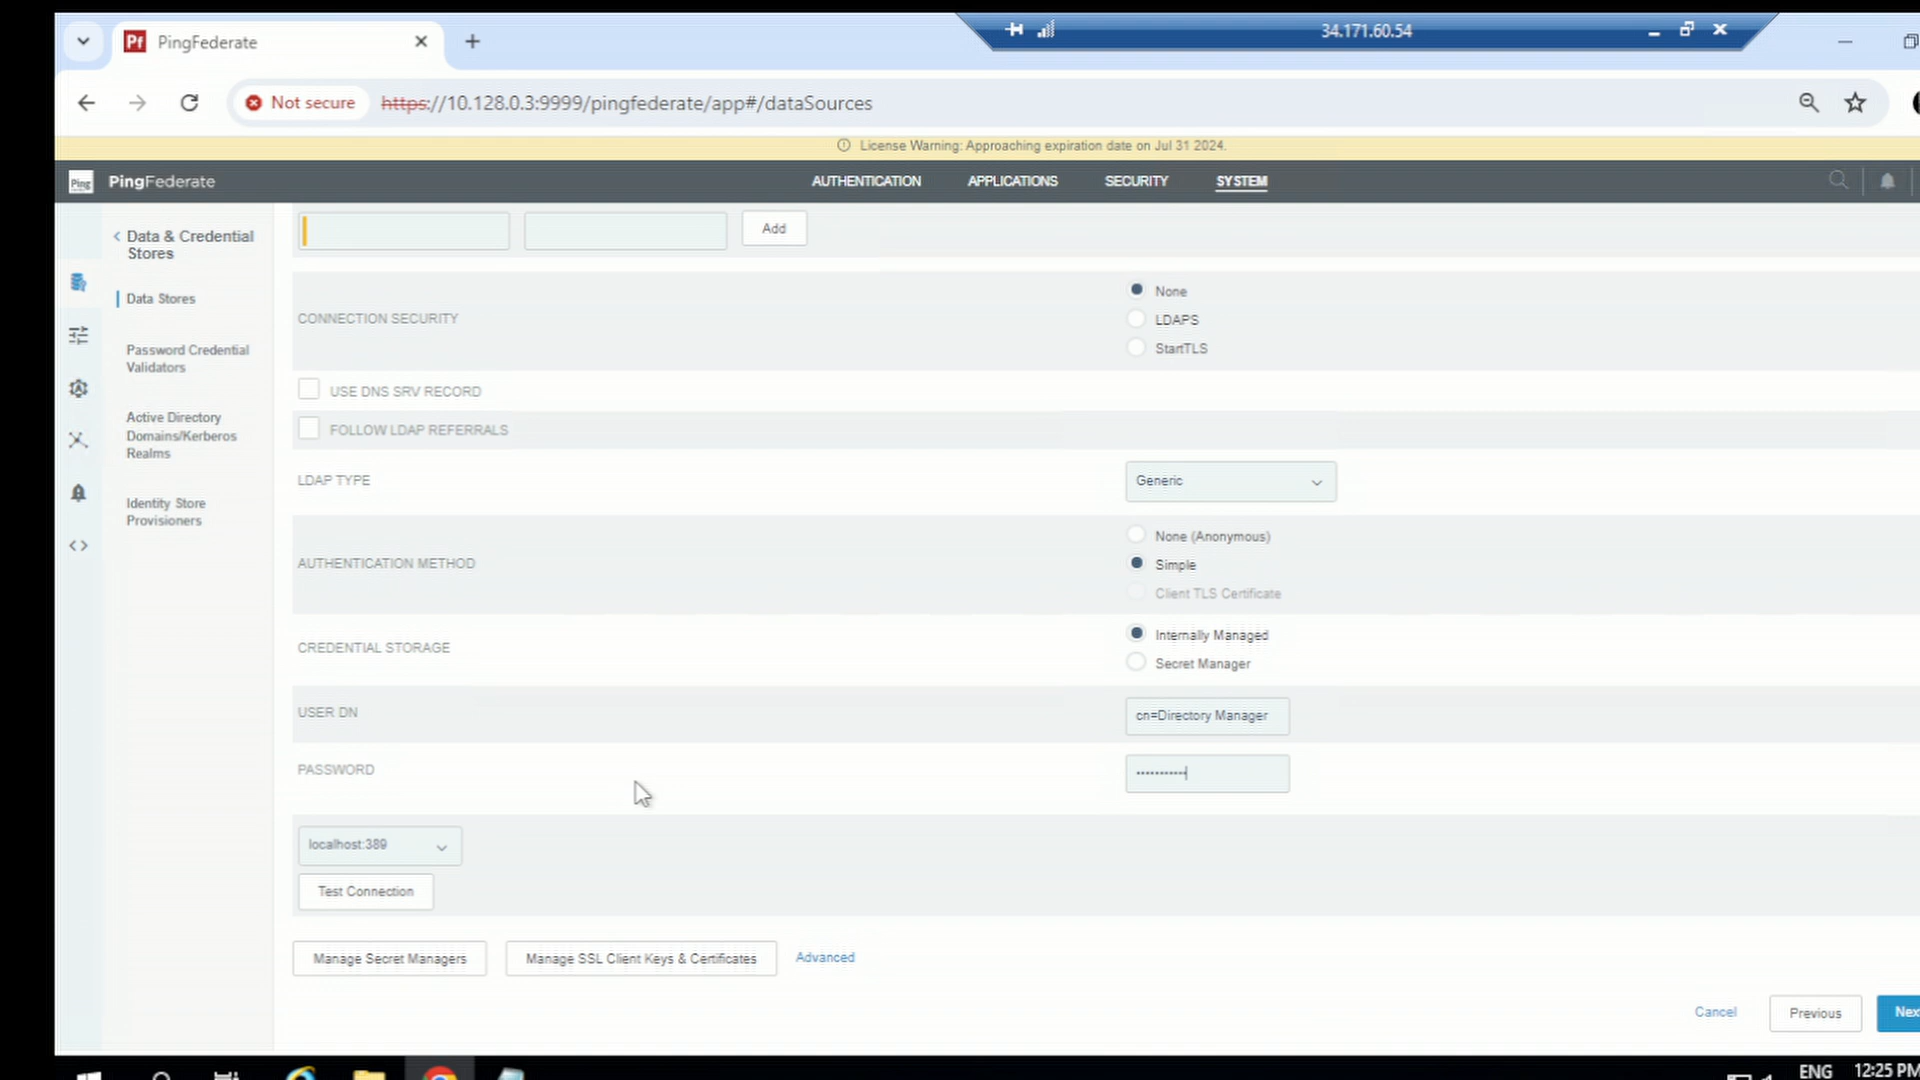 PingFederate
34.171.60.54
Not secure
https://10.128.0.3:9999/pingfederate/app#/dataSources
License Warning: Approaching expiration date on Jul 31 2024.
Ping
PingFederate
AUTHENTICATION
APPLICATIONS
SECURITY
SYSTEM
Data & Credential
Stores
Data Stores
Password Credential
Validators
Active Directory
Domains/Kerberos
Realms
Identity Store
Provisioners
Add
CONNECTION SECURITY
None
LDAPS
StartTLS
USE DNS SRV RECORD
FOLLOW LDAP REFERRALS
LDAP TYPE
Generic
AUTHENTICATION METHOD
None (Anonymous)
Simple
Client TLS Certificate
CREDENTIAL STORAGE
Internally Managed
Secret Manager
USER DN
cn=Directory Manager
PASSWORD
localhost:389
Test Connection
Manage Secret Managers
Manage SSL Client Keys & Certificates
Advanced
Cancel
Previous
Nex
ENG
12:25 PM